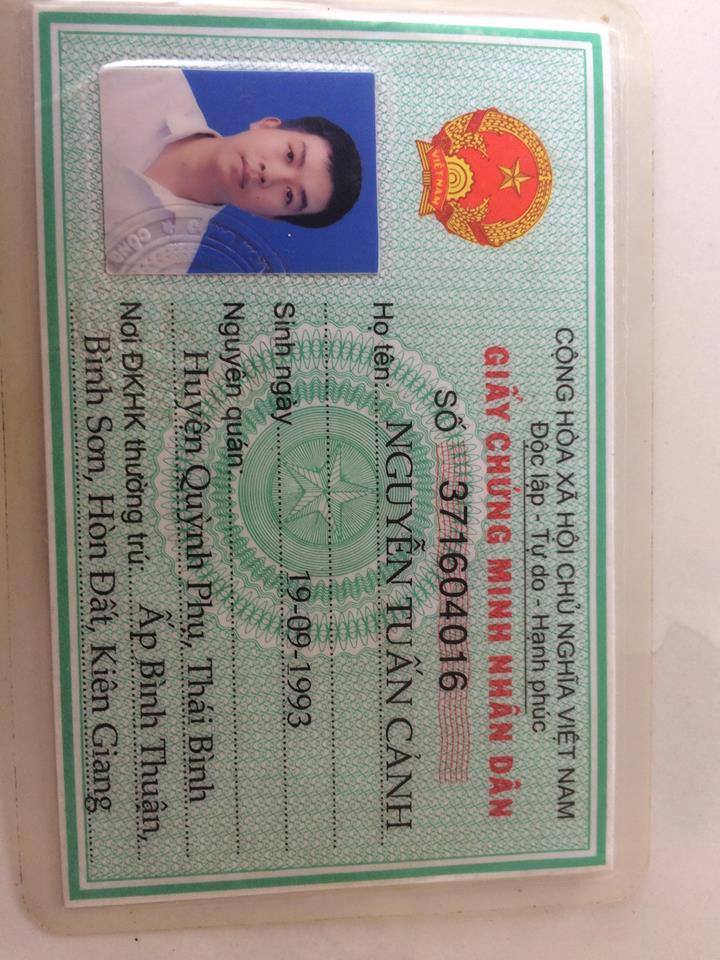 CỘNG HÒA XÃ HỘI CHỦ NGHĨA VIỆT NAM
Độc lập - Tự do - Hạnh phúc
GIẤY CHỨNG MINH NHÂN DÂN
SỐ 371604016
Họ tên: NGUYỄN TUẤN CẢNH
Sinh ngày 19-09-1993
Nguyên quán Huyện Quỳnh Phụ, Thái Bình
Nơi ĐKHK thường trú Ấp Bình Thuận,
Bình Sơn, Hòn Đất, Kiên Giang
VIỆT NAM